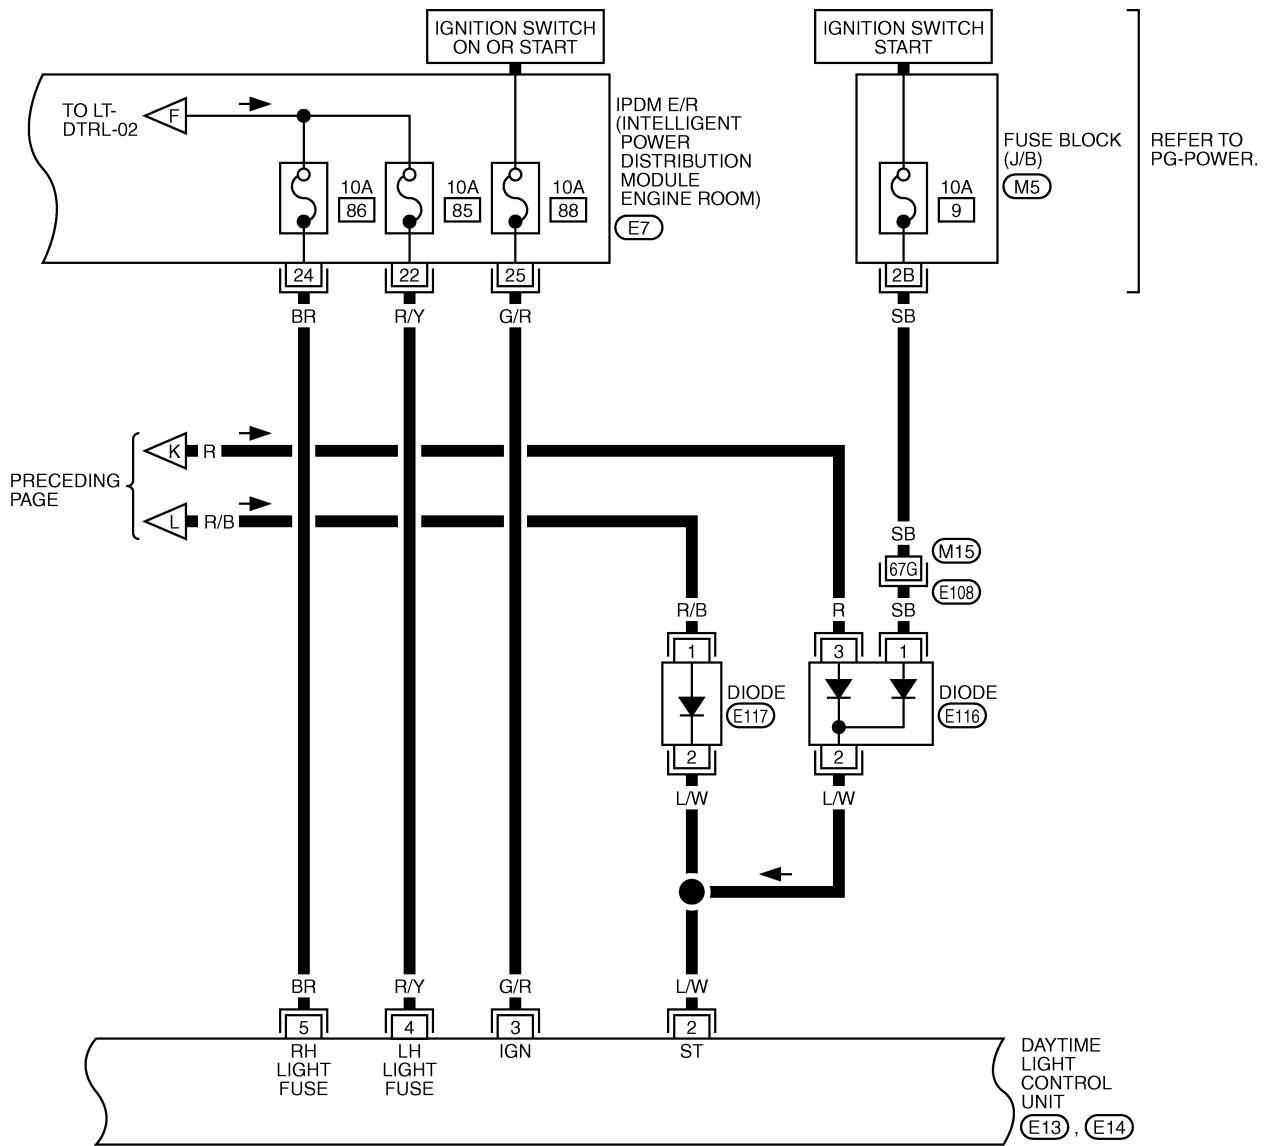 IGNITION SWITCH
ON OR START
IGNITION SWITCH
START
TO LT-
DTRL-02
F
IPDM E/R
(INTELLIGENT
POWER
DISTRIBUTION
MODULE
ENGINE ROOM)
E7
FUSE BLOCK
(J/B)
M5
REFER TO
PG-POWER.
10A
86
10A
85
10A
88
10A
9
24
22
25
2B
BR
R/Y
G/R
SB
PRECEDING
PAGE
K
R
L
R/B
SB
M15
67G
E108
R/B
R
SB
1
3
1
DIODE
E117
DIODE
E116
2
2
L/W
L/W
BR
R/Y
G/R
L/W
5
4
3
2
RH
LIGHT
FUSE
LH
LIGHT
FUSE
IGN
ST
DAYTIME
LIGHT
CONTROL
UNIT
E13 , E14